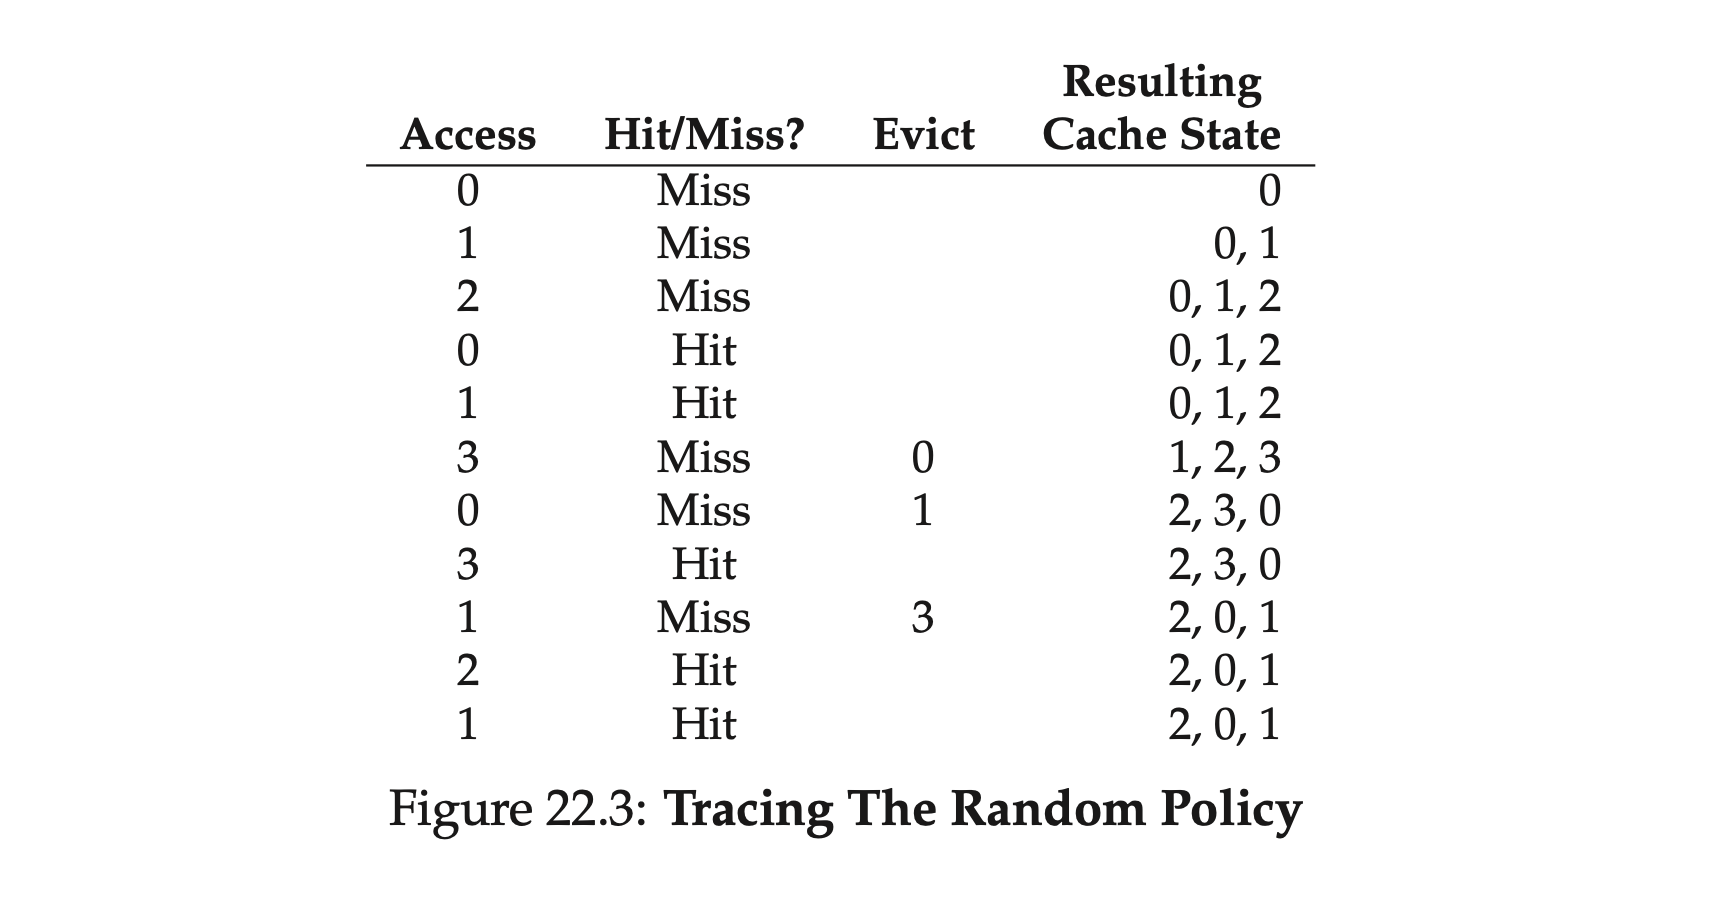 Resulting
Access Hit/Miss? Evict Cache State
0 Miss 0
1 Miss 0, 1
2 Miss 0, 1, 2
0 Hit 0, 1, 2
1 Hit 0, 1, 2
3 Miss 0 1, 2, 3
0 Miss 1 2, 3, 0
3 Hit 2, 3, 0
1 Miss 3 2, 0, 1
2 Hit 2, 0, 1
1 Hit 2, 0, 1
Figure 22.3: Tracing The Random Policy